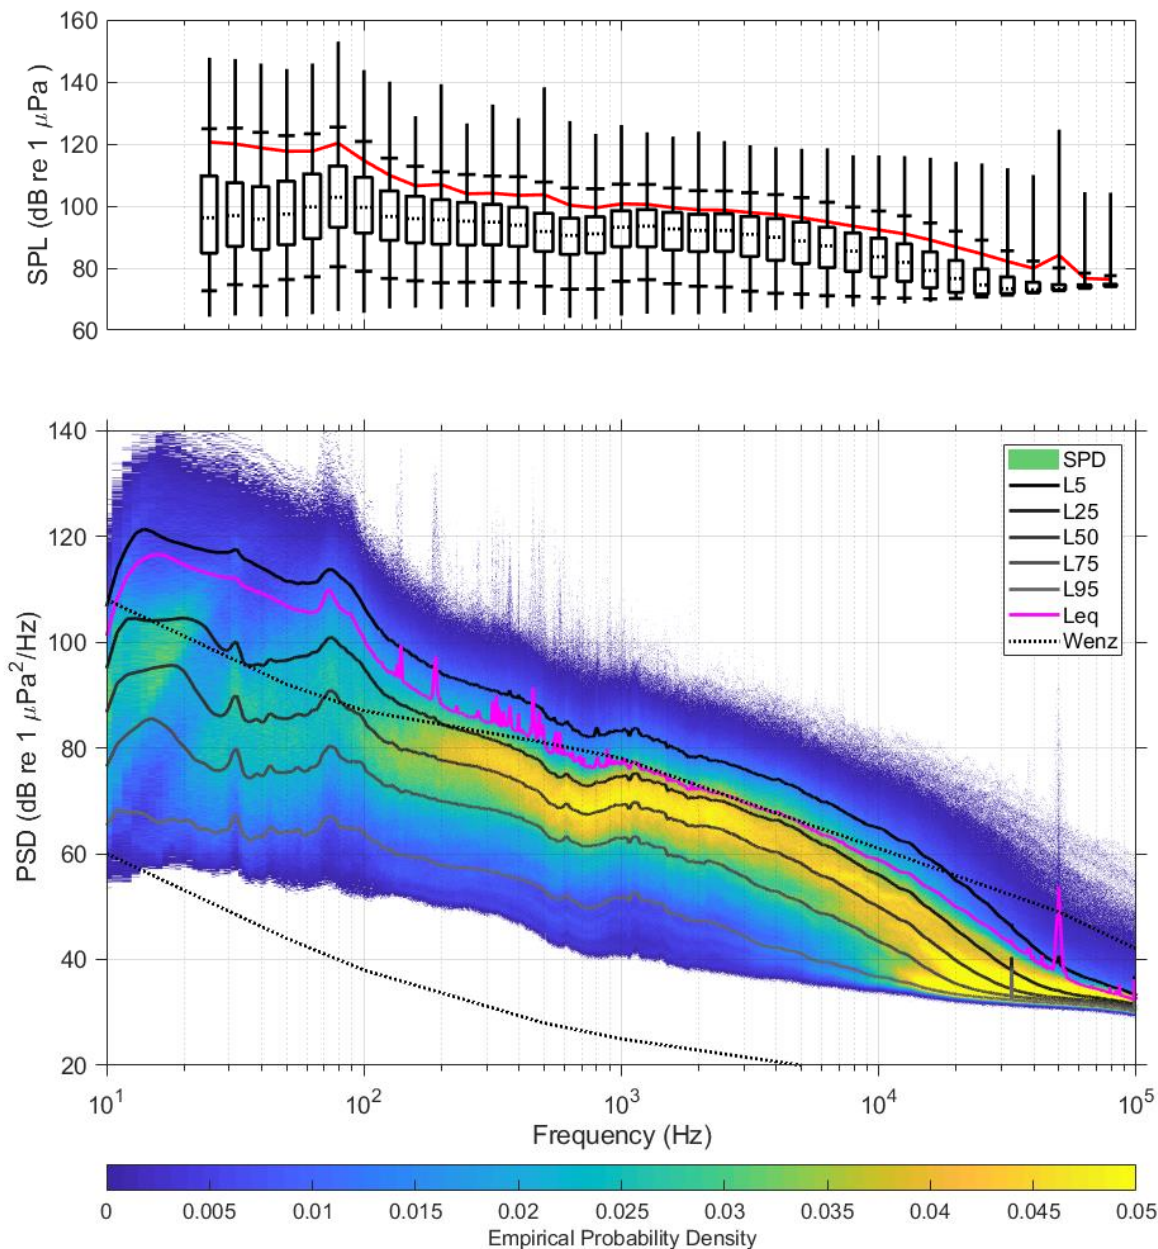 160
140
120
100
80
60
SPL (dB re 1 μPa)
140
120
100
80
60
40
20
PSD (dB re 1 μPa²/Hz)
SPD
L5
L25
L50
L75
L95
Leq
Wenz
10¹ 10² 10³ 10⁴ 10⁵
Frequency (Hz)
0 0.005 0.01 0.015 0.02 0.025 0.03 0.035 0.04 0.045 0.05
Empirical Probability Density